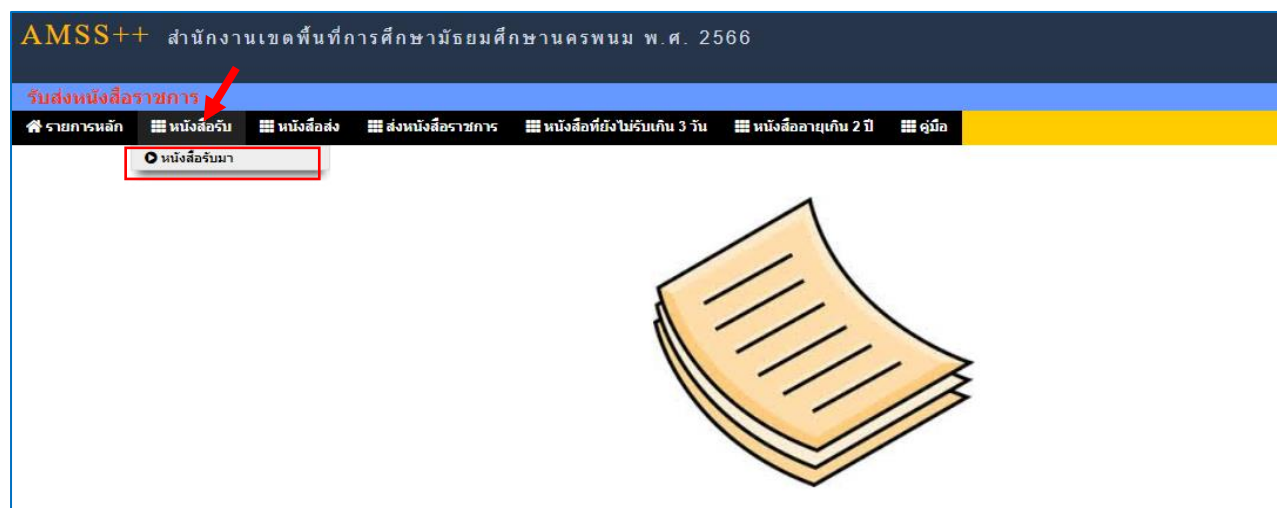 AMSS++ สำนักงานเขตพื้นที่การศึกษามัธยมศึกษานครพนม พ.ศ. 2566
รับส่งหนังสือราชการ
รายการหลัก หนังสือรับ หนังสือส่ง ส่งหนังสือราชการ หนังสือที่ยังไม่รับเกิน 3 วัน หนังสืออายุเกิน 2 ปี คู่มือ
หนังสือรับมา